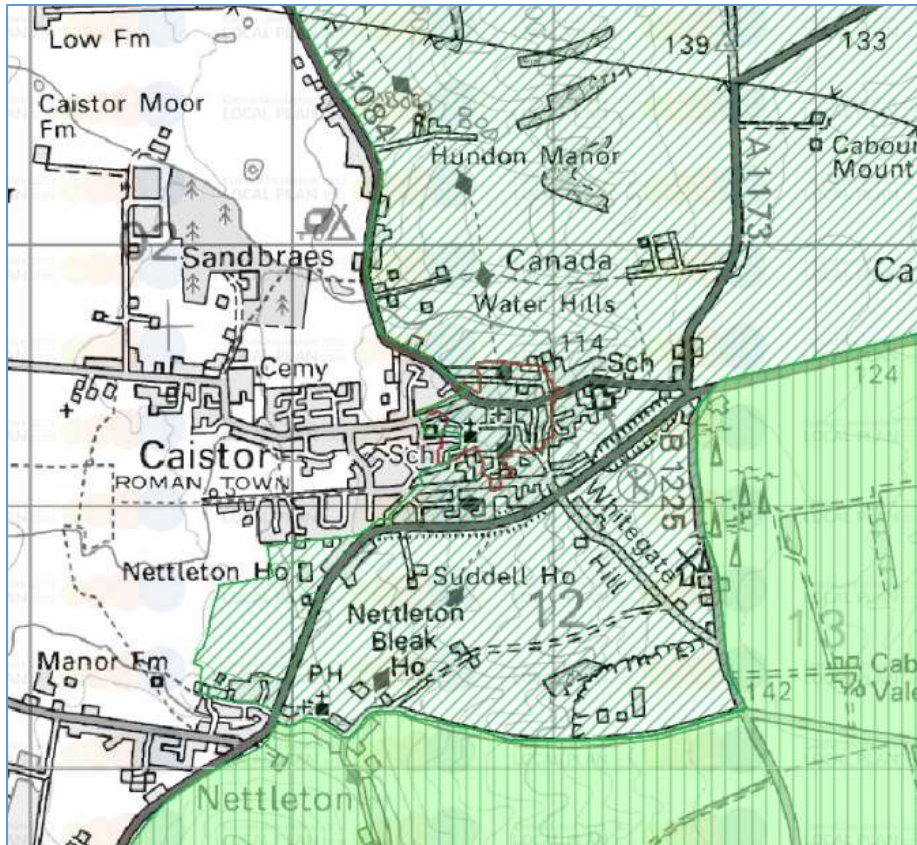 Low Fm
A 1084
139
133
Caistor Moor
Fm
Hundon Manor
A 1173
Cabour
Mount
02
Sandbraes
Canada
Ca
Water Hills
114
Sch
124
Cemy
Caistor
ROMAN TOWN
Sch
B 1225
Whitegate
Hill
Nettleton Ho
Suddell Ho
12
13
Nettleton
Bleak
Ho
Manor Fm
PH
Cab
Vale
142
Nettleton